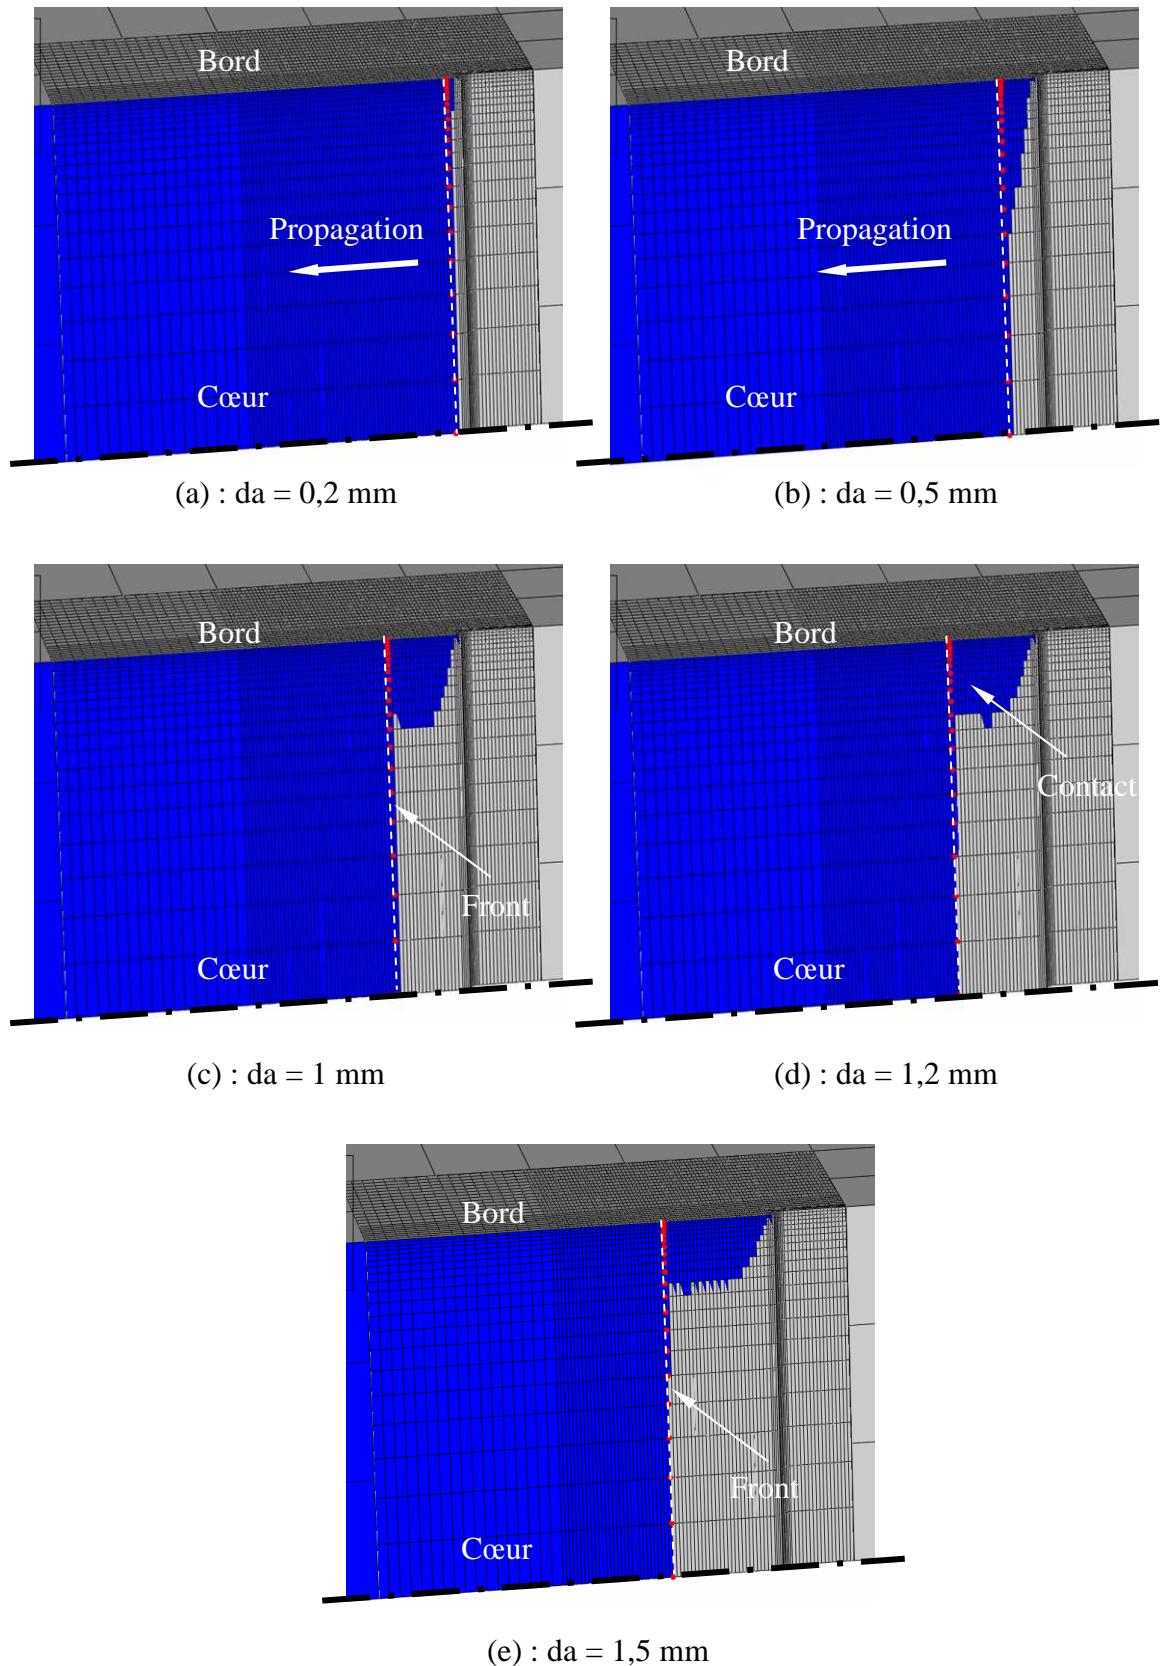 Bord
Propagation
Cœur
(a) : da = 0,2 mm
Bord
Propagation
Cœur
(b) : da = 0,5 mm
Bord
Front
Cœur
(c) : da = 1 mm
Bord
Contact
Cœur
(d) : da = 1,2 mm
Bord
Front
Cœur
(e) : da = 1,5 mm